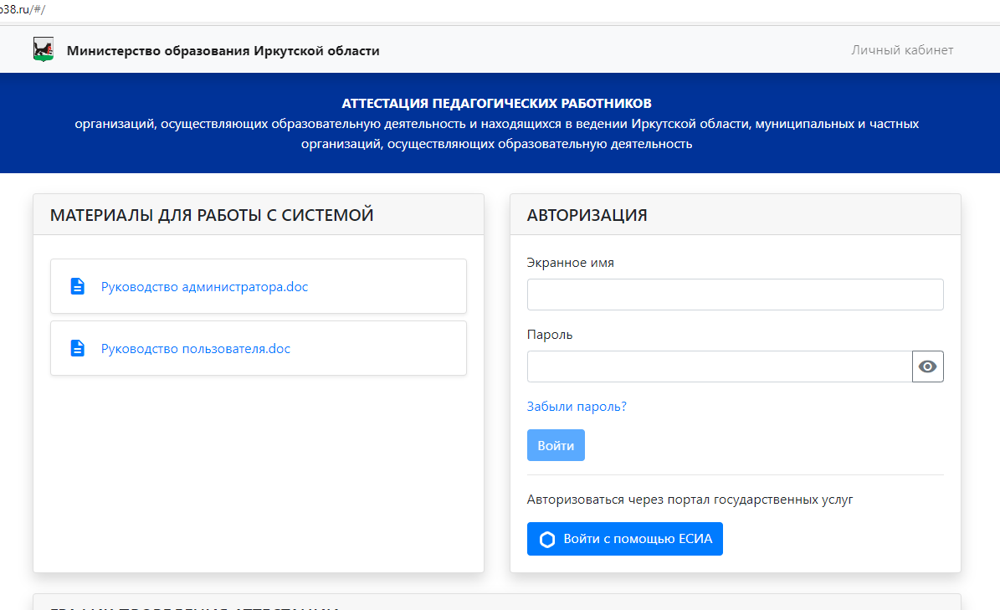 o38.ru/#/
Министерство образования Иркутской области
Личный кабинет
АТТЕСТАЦИЯ ПЕДАГОГИЧЕСКИХ РАБОТНИКОВ
организаций, осуществляющих образовательную деятельность и находящихся в ведении Иркутской области, муниципальных и частных
организаций, осуществляющих образовательную деятельность
МАТЕРИАЛЫ ДЛЯ РАБОТЫ С СИСТЕМОЙ
Руководство администратора.doc
Руководство пользователя.doc
АВТОРИЗАЦИЯ
Экранное имя
Пароль
Забыли пароль?
Войти
Авторизоваться через портал государственных услуг
Войти с помощью ЕСИА